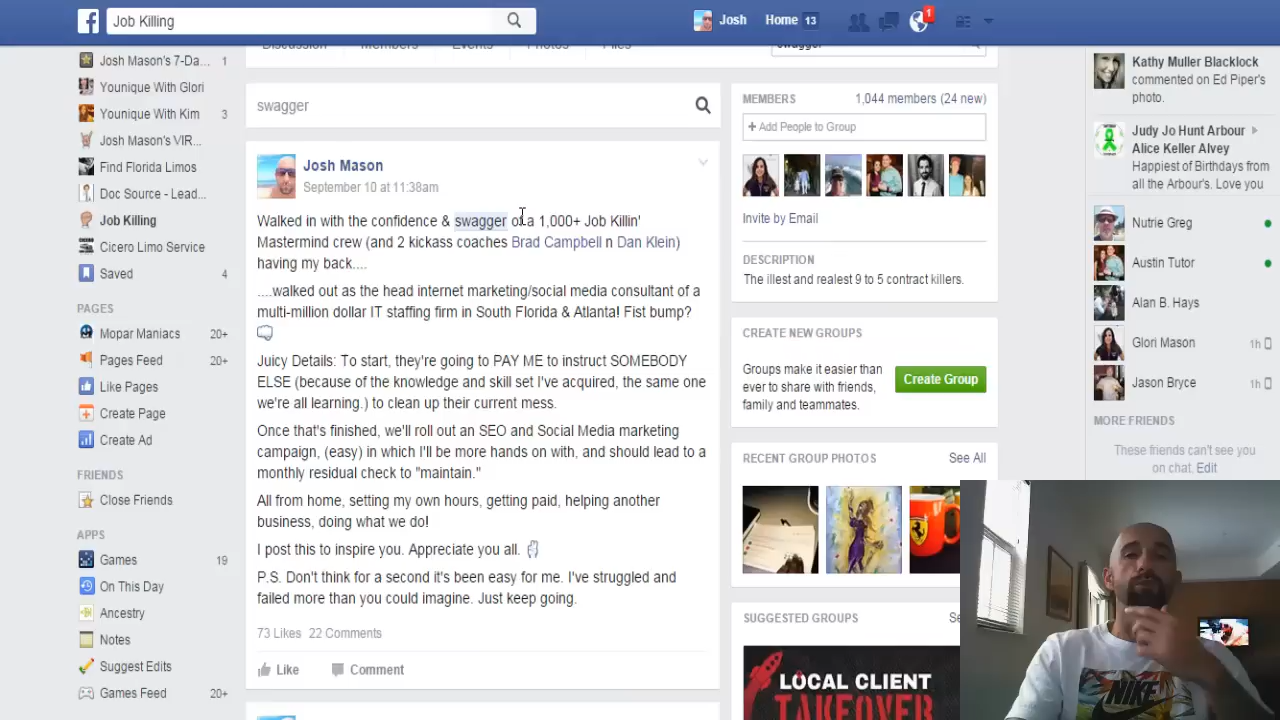 Job Killing
Josh
Home 13
1
Josh Mason's 7-Da... 1
Younique With Glori
Younique With Kim 3
Josh Mason's VIR...
Find Florida Limos
Doc Source - Lead...
Job Killing
Cicero Limo Service
Saved 4
PAGES
Mopar Maniacs 20+
Pages Feed 20+
Like Pages
Create Page
Create Ad
FRIENDS
Close Friends
APPS
Games 19
On This Day
Ancestry
Notes
Suggest Edits
Games Feed 20+
Discussion Members Events Photos Files
swagger
swagger
Josh Mason
September 10 at 11:38am
Walked in with the confidence & swagger of a 1,000+ Job Killin'
Mastermind crew (and 2 kickass coaches Brad Campbell n Dan Klein)
having my back....
....walked out as the head internet marketing/social media consultant of a
multi-million dollar IT staffing firm in South Florida & Atlanta! Fist bump?
Juicy Details: To start, they're going to PAY ME to instruct SOMEBODY
ELSE (because of the knowledge and skill set I've acquired, the same one
we're all learning.) to clean up their current mess.
Once that's finished, we'll roll out an SEO and Social Media marketing
campaign, (easy) in which I'll be more hands on with, and should lead to a
monthly residual check to "maintain."
All from home, setting my own hours, getting paid, helping another
business, doing what we do!
I post this to inspire you. Appreciate you all.
P.S. Don't think for a second it's been easy for me. I've struggled and
failed more than you could imagine. Just keep going.
73 Likes 22 Comments
Like Comment
MEMBERS 1,044 members (24 new)
+ Add People to Group
Invite by Email
DESCRIPTION
The illest and realest 9 to 5 contract killers.
CREATE NEW GROUPS
Groups make it easier than
ever to share with friends,
family and teammates.
Create Group
RECENT GROUP PHOTOS See All
SUGGESTED GROUPS
LOCAL CLIENT
TAKEOVER
Kathy Muller Blacklock
commented on Ed Piper's
photo.
Judy Jo Hunt Arbour
Alice Keller Alvey
Happiest of Birthdays from
all the Arbour's. Love you
Nutrie Greg
Austin Tutor
Alan B. Hays
Glori Mason 1h
Jason Bryce 1h
MORE FRIENDS
These friends can't see you
on chat. Edit
NIKE